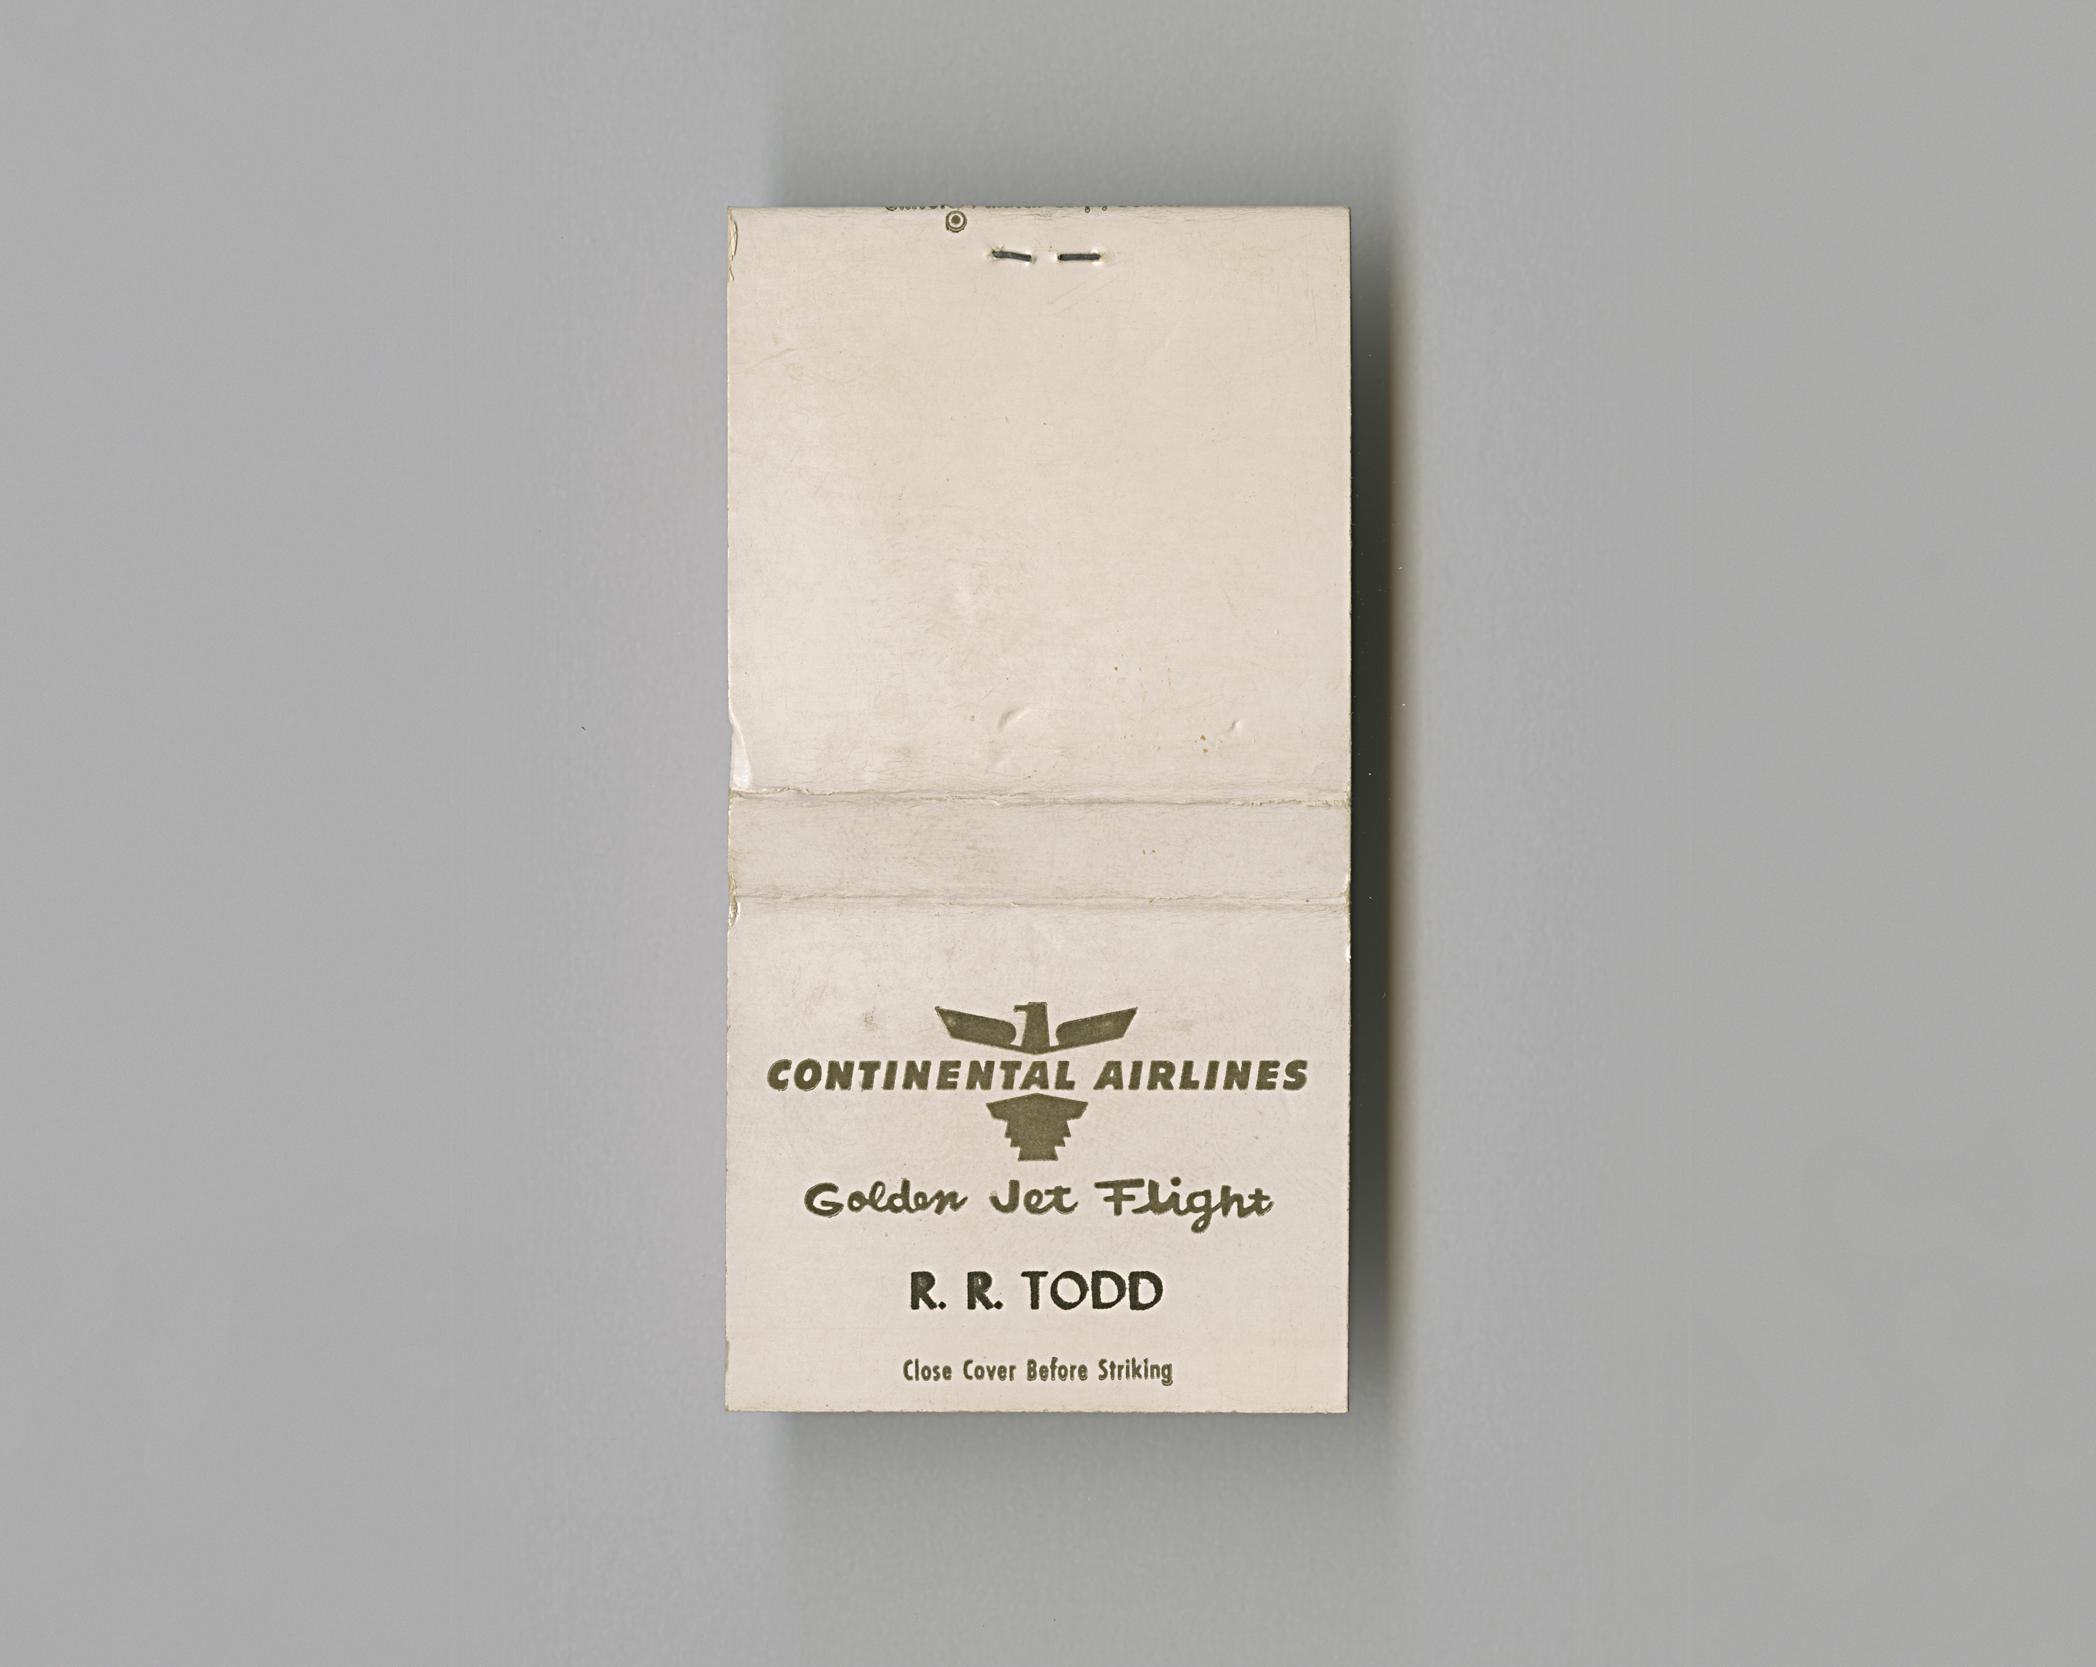 CONTINENTAL AIRLINES
Golden Jet Flight
R. R. TODD
Close Cover Before Striking